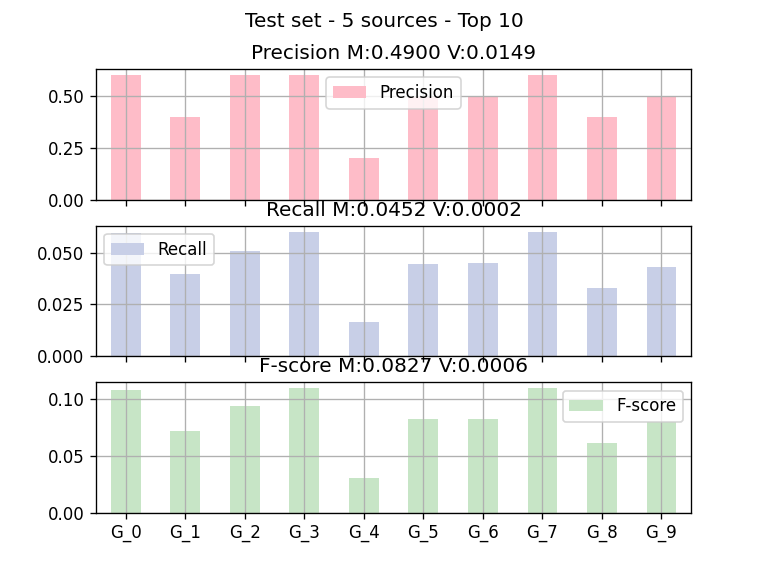 Test set - 5 sources - Top 10
Precision M:0.4900 V:0.0149
0.50
0.25
0.00
Precision
Recall M:0.0452 V:0.0002
0.050
0.025
0.000
Recall
F-score M:0.0827 V:0.0006
0.10
0.05
0.00
F-score
G_0 G_1 G_2 G_3 G_4 G_5 G_6 G_7 G_8 G_9